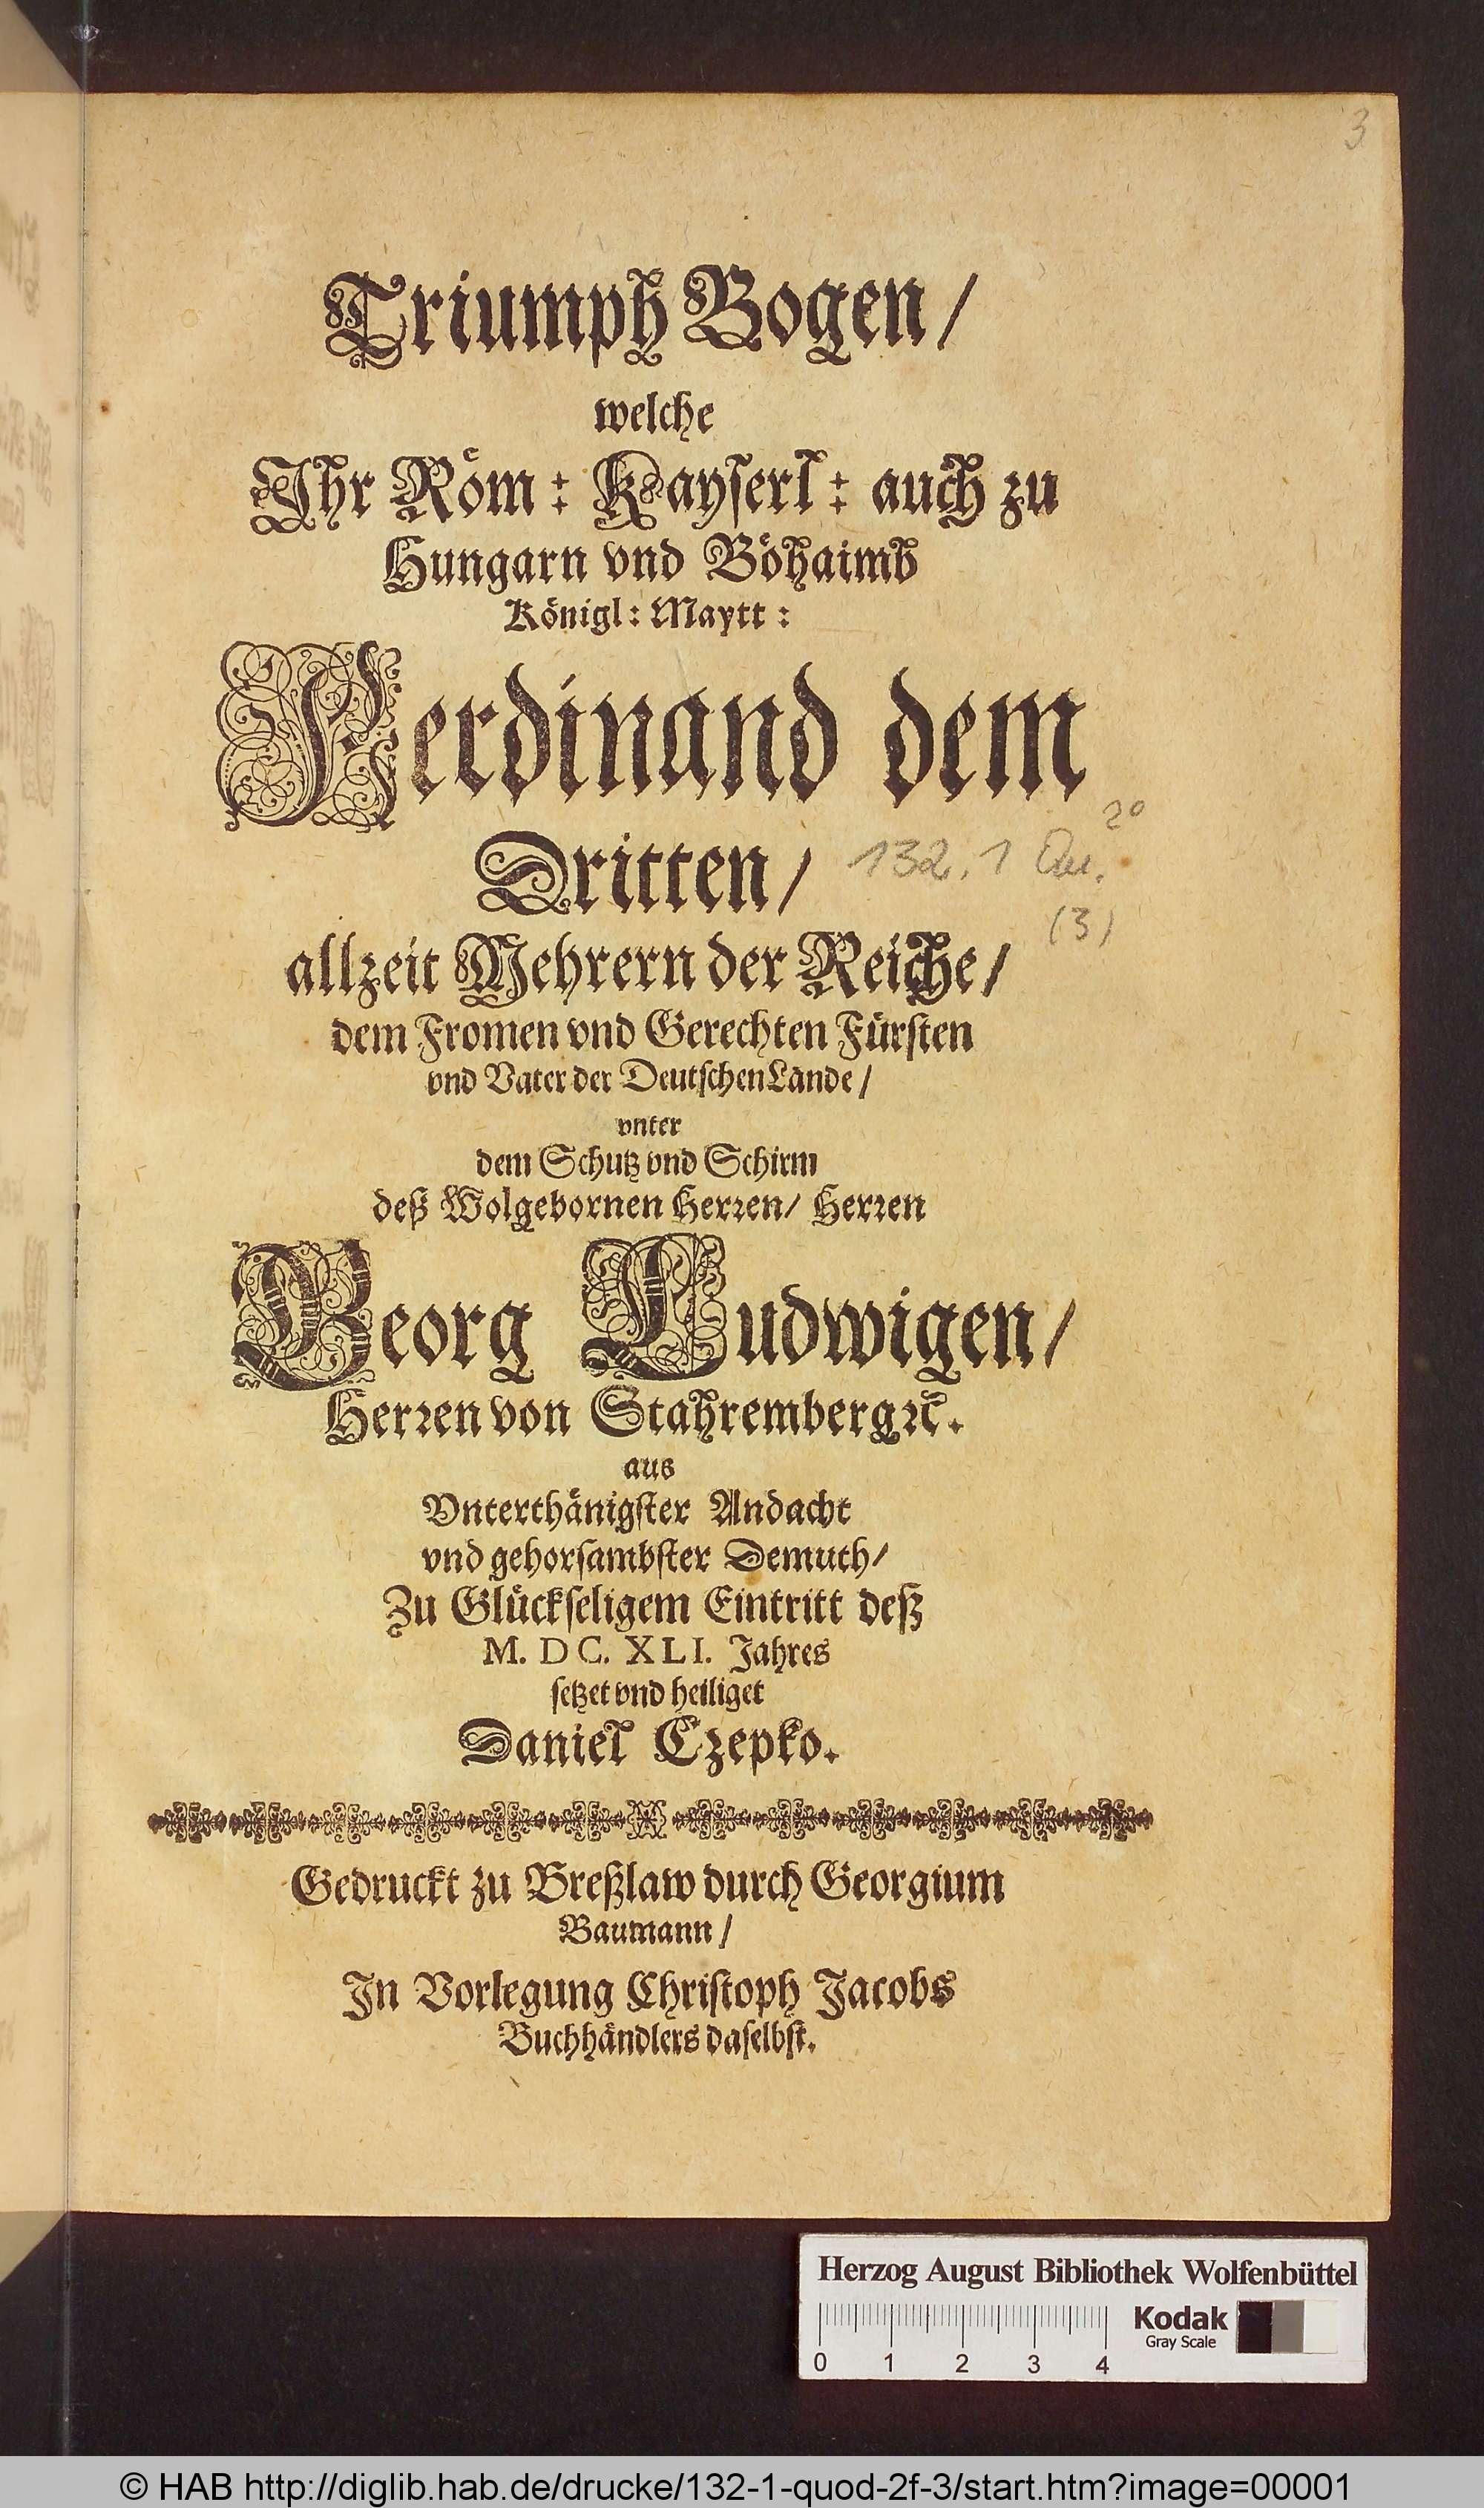 3
Triumph Bogen/
welche
Ihr Röm: Kayserl: auch zu
Hungarn vnd Böhaimb
Königl: Maytt:
Ferdinand dem
Dritten/
132. 1 Qu. 2°
(3)
allzeit Mehrern der Reiche/
dem Fromen vnd Gerechten Fürsten
vnd Vater der Deutschen Lande/
vnter
dem Schutz vnd Schirm
deß Wolgebornen Herꝛen/ Herꝛen
Georg Ludwigen/
Herꝛen von Stahremberg ꝛc.
aus
Vnterthänigster Andacht
vnd gehorsambster Demuth/
Zu Glückseligem Eintritt deß
M. DC. XLI. Jahres
setzet vnd heiliget
Daniel Czepko.
Gedruckt zu Breßlaw durch Georgium
Baumann/
In Vorlegung Christoph Jacobs
Buchhändlers daselbst.
Herzog August Bibliothek Wolfenbüttel
Kodak
Gray Scale
0 1 2 3 4
© HAB http://diglib.hab.de/drucke/132-1-quod-2f-3/start.htm?image=00001